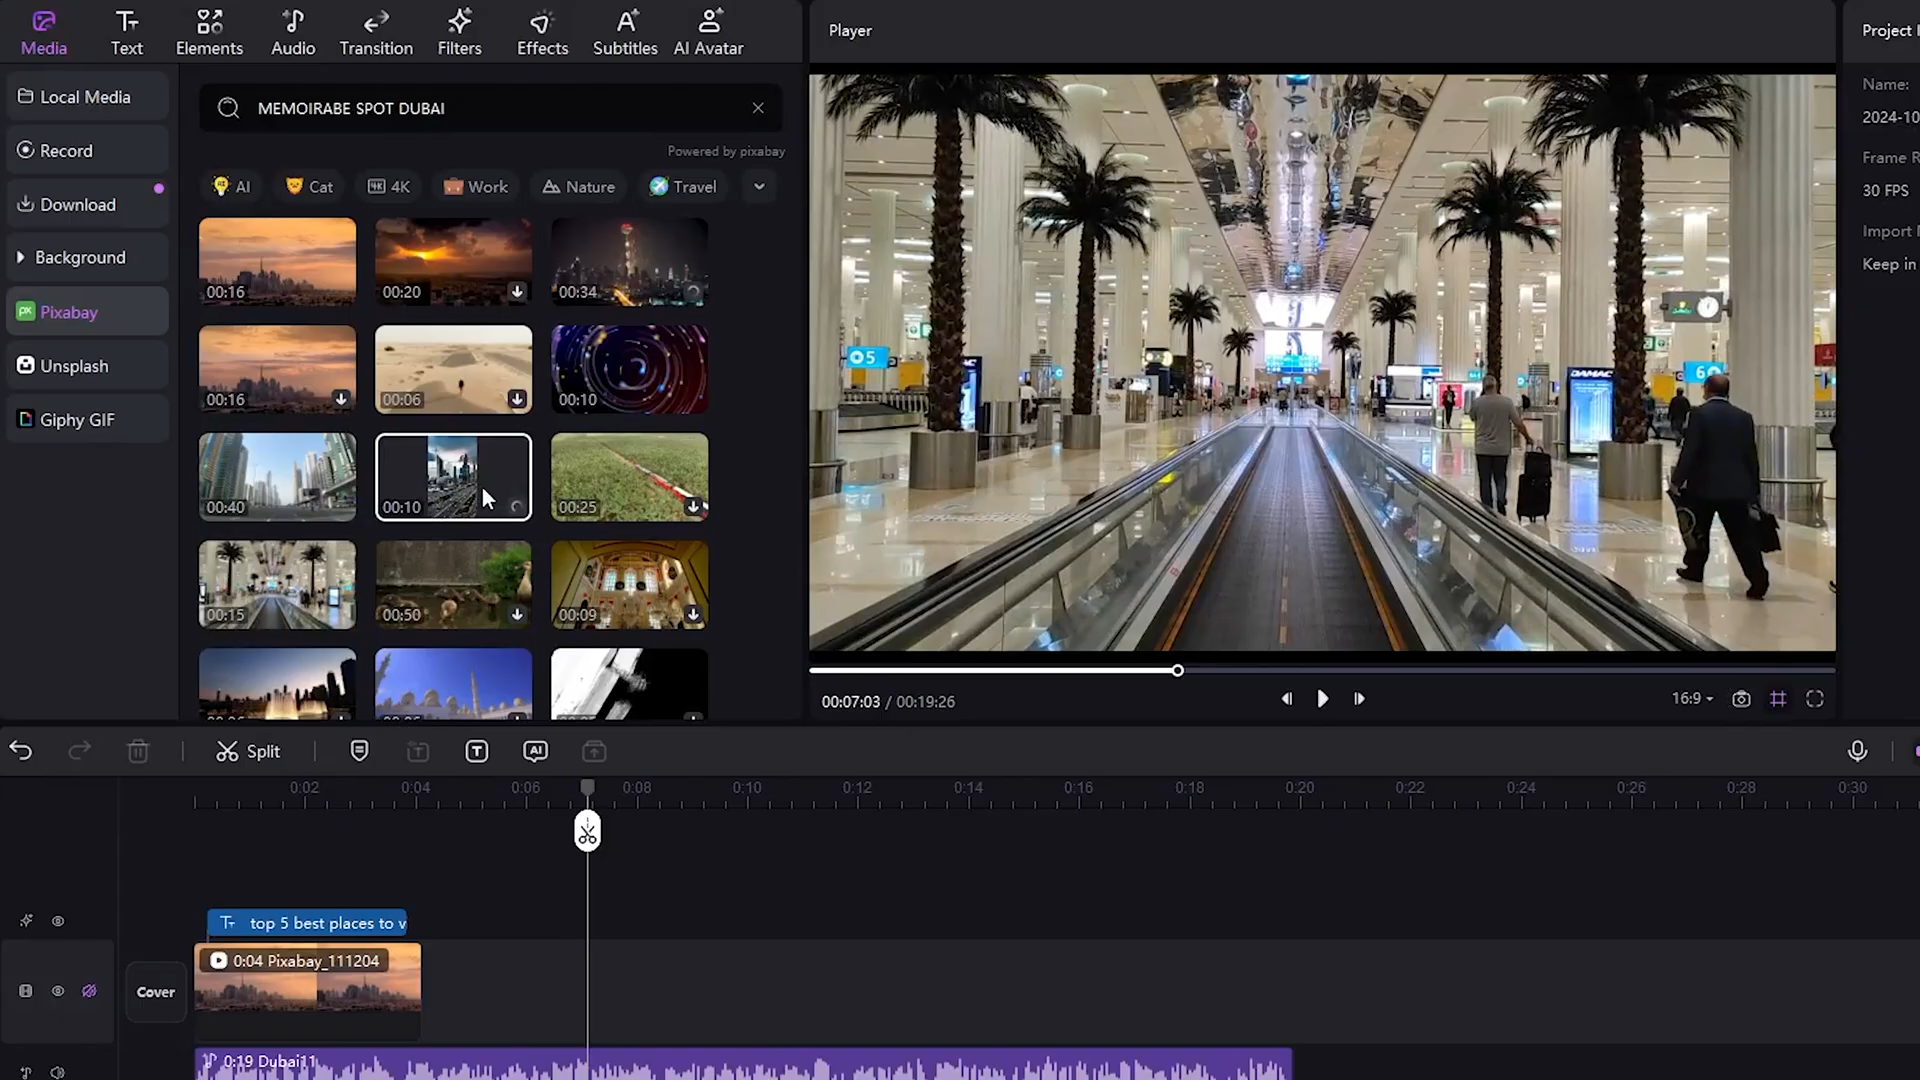 Media
Text
Elements
Audio
Transition
Filters
Effects
Subtitles
AI Avatar
Player
Project
Local Media
Record
Download
Background
Pixabay
Unsplash
Giphy GIF
MEMOIRABE SPOT DUBAI
Powered by pixabay
AI
Cat
4K
Work
Nature
Travel
00:16
00:20
00:34
00:16
00:06
00:10
00:40
00:10
00:25
00:15
00:50
00:09
5
6
DAMAC
Name:
2024-10
Frame R
30 FPS
Import
Keep in
00:07:03 / 00:19:26
16:9
Split
T
AI
0:02
0:04
0:06
0:08
0:10
0:12
0:14
0:16
0:18
0:20
0:22
0:24
0:26
0:28
0:30
top 5 best places to v
0:04 Pixabay_111204
Cover
0:19 Dubai11